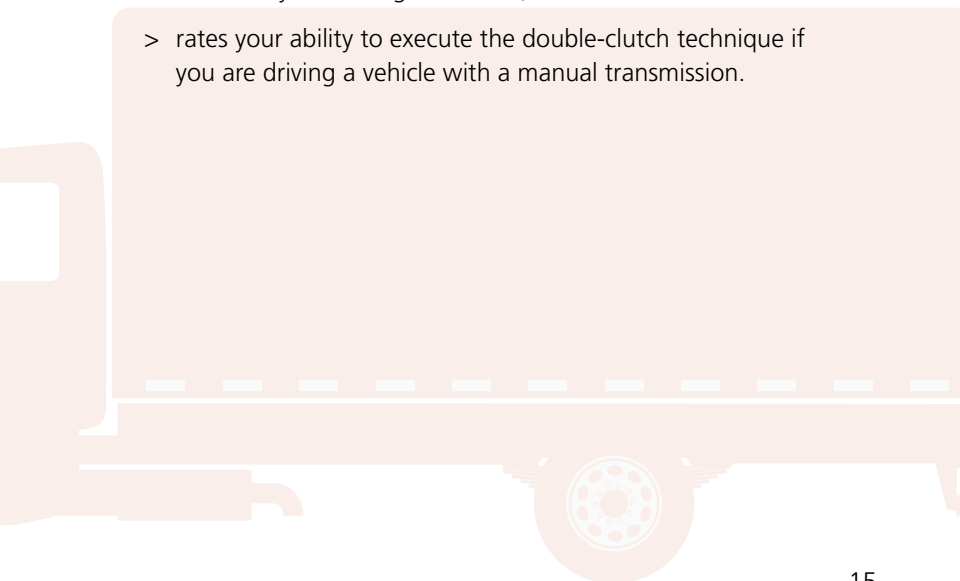 > rates your ability to execute the double-clutch technique if
you are driving a vehicle with a manual transmission.
15